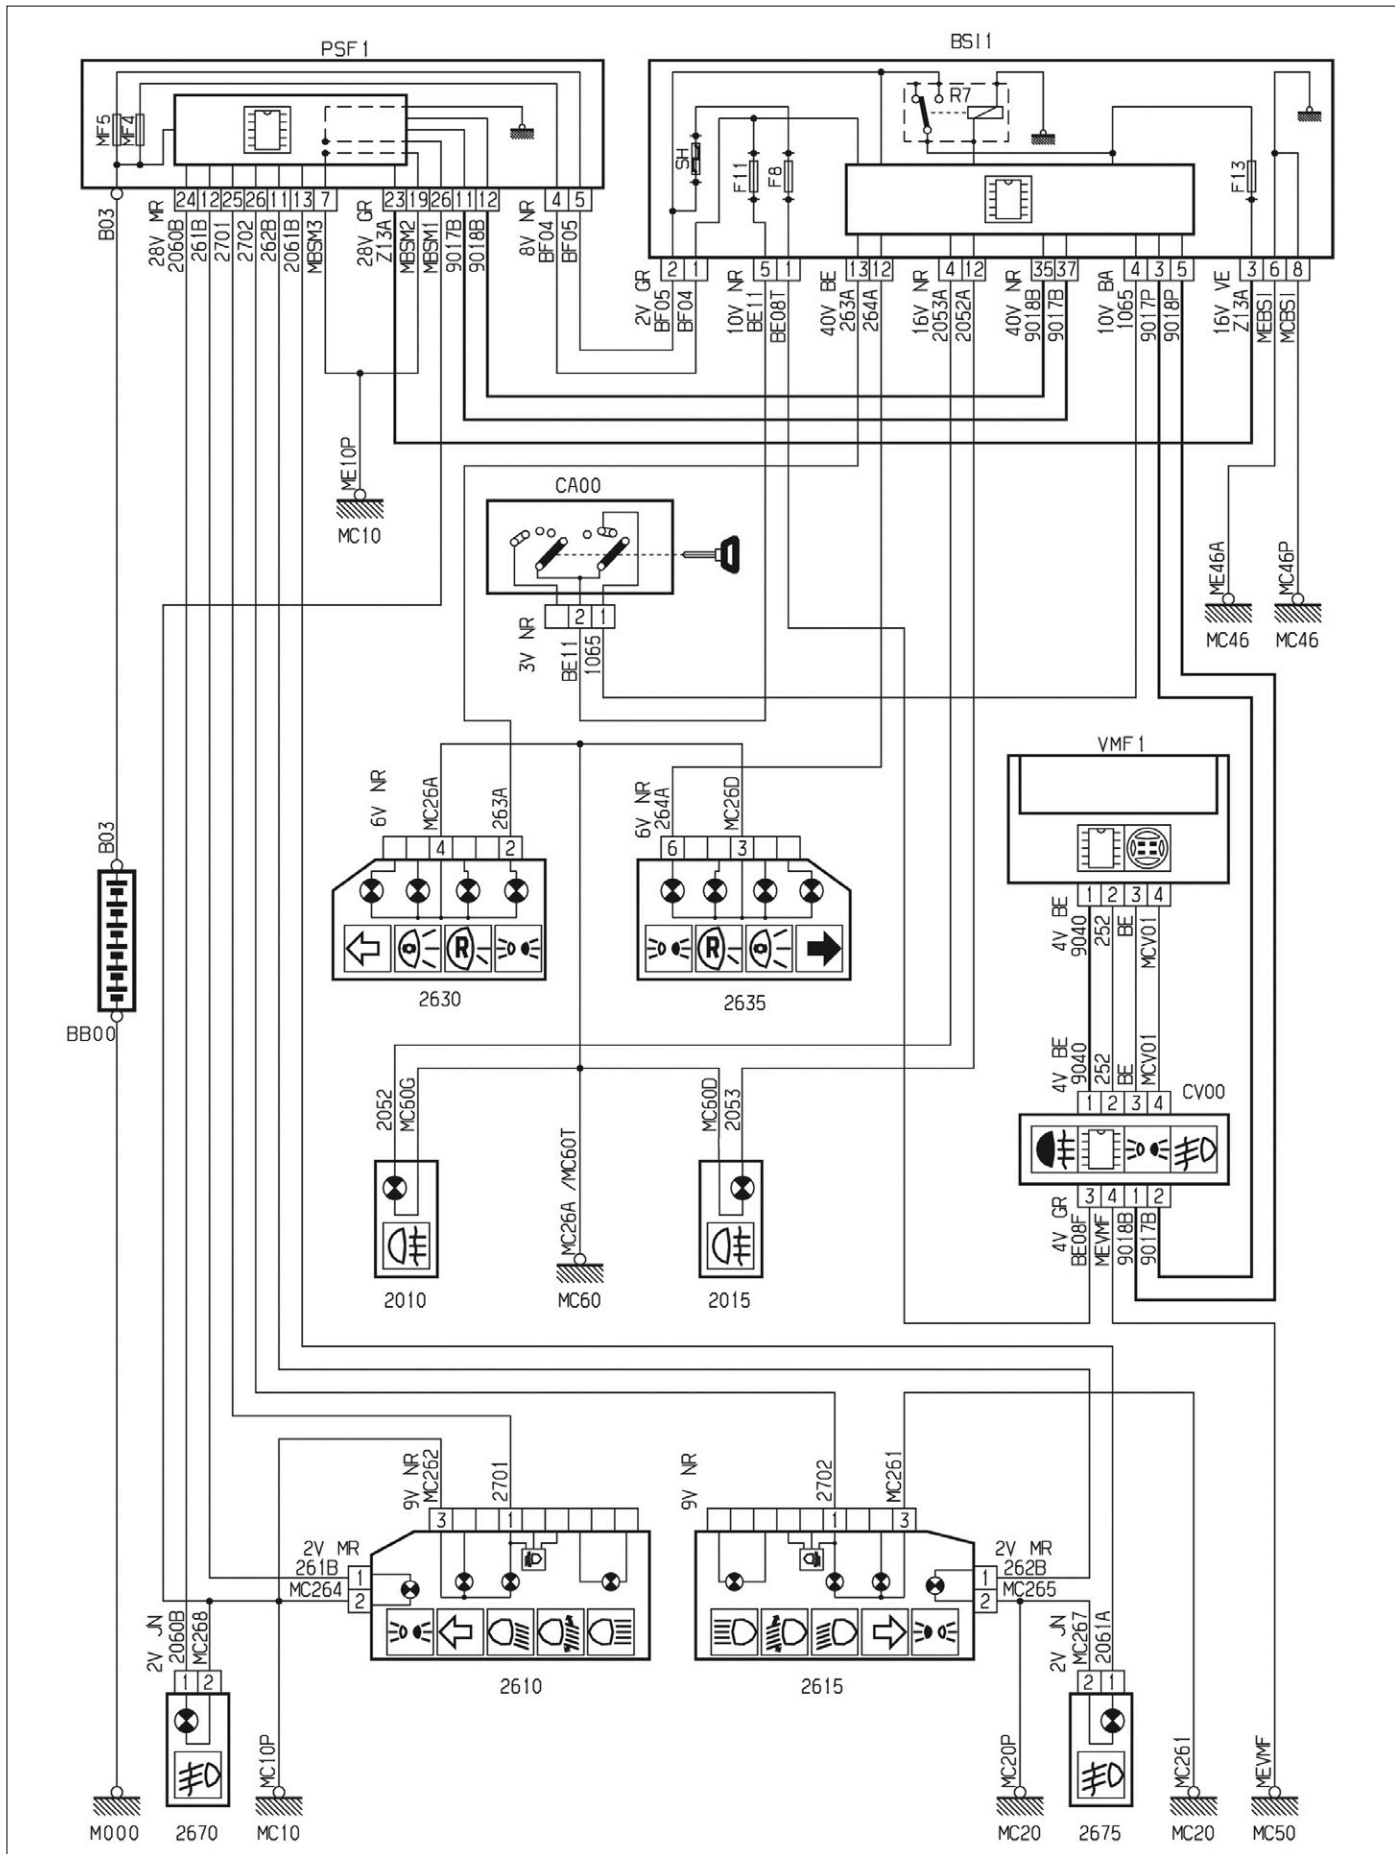 PSF1
BSI1
MF5
MF4
R7
SH
F11
F8
F13
24 12 25 26 11 13 7
23 19 26 11 12
4 5
2 1
5 1
13 12
4 12
35 37
4 3 5
3 6 8
B03
28V MR
2060B
261B
2701
2702
262B
2061B
MBSM3
28V GR
Z13A
MBSM2
MBSM1
9017B
9018B
8V NR
BF04
BF05
2V GR
BF05
BF04
10V NR
BE11
BE08T
40V BE
263A
264A
16V NR
2053A
2052A
40V NR
9018B
9017B
10V BA
1065
9017P
9018P
16V VE
Z13A
MEBSI
MCBSI
ME10P
MC10
CA00
2 1
3V NR
BE11
1065
ME46A
MC46P
MC46
MC46
VMF1
6V NR
MC26A
263A
6V NR
264A
MC26D
4 2
6 3
R
R
2630
2635
1 2 3 4
4V BE
9040
252
BE
MCV01
B03
BB00
4V BE
9040
252
BE
MCV01
1 2 3 4
CV00
3 4 1 2
4V GR
BE08F
MEVMF
9018B
9017B
2052
MC60G
MC26A /MC60T
MC60D
2053
2010
MC60
2015
9V NR
MC262
2701
9V NR
2702
MC261
3 1
1 3
2V MR
261B
MC264
1
2
2V MR
262B
MC265
1
2
2610
2615
2V JN
2060B
MC268
1 2
2V JN
MC267
2061A
2 1
MC10P
MC20P
MC261
MEVMF
M000
2670
MC10
MC20
2675
MC20
MC50